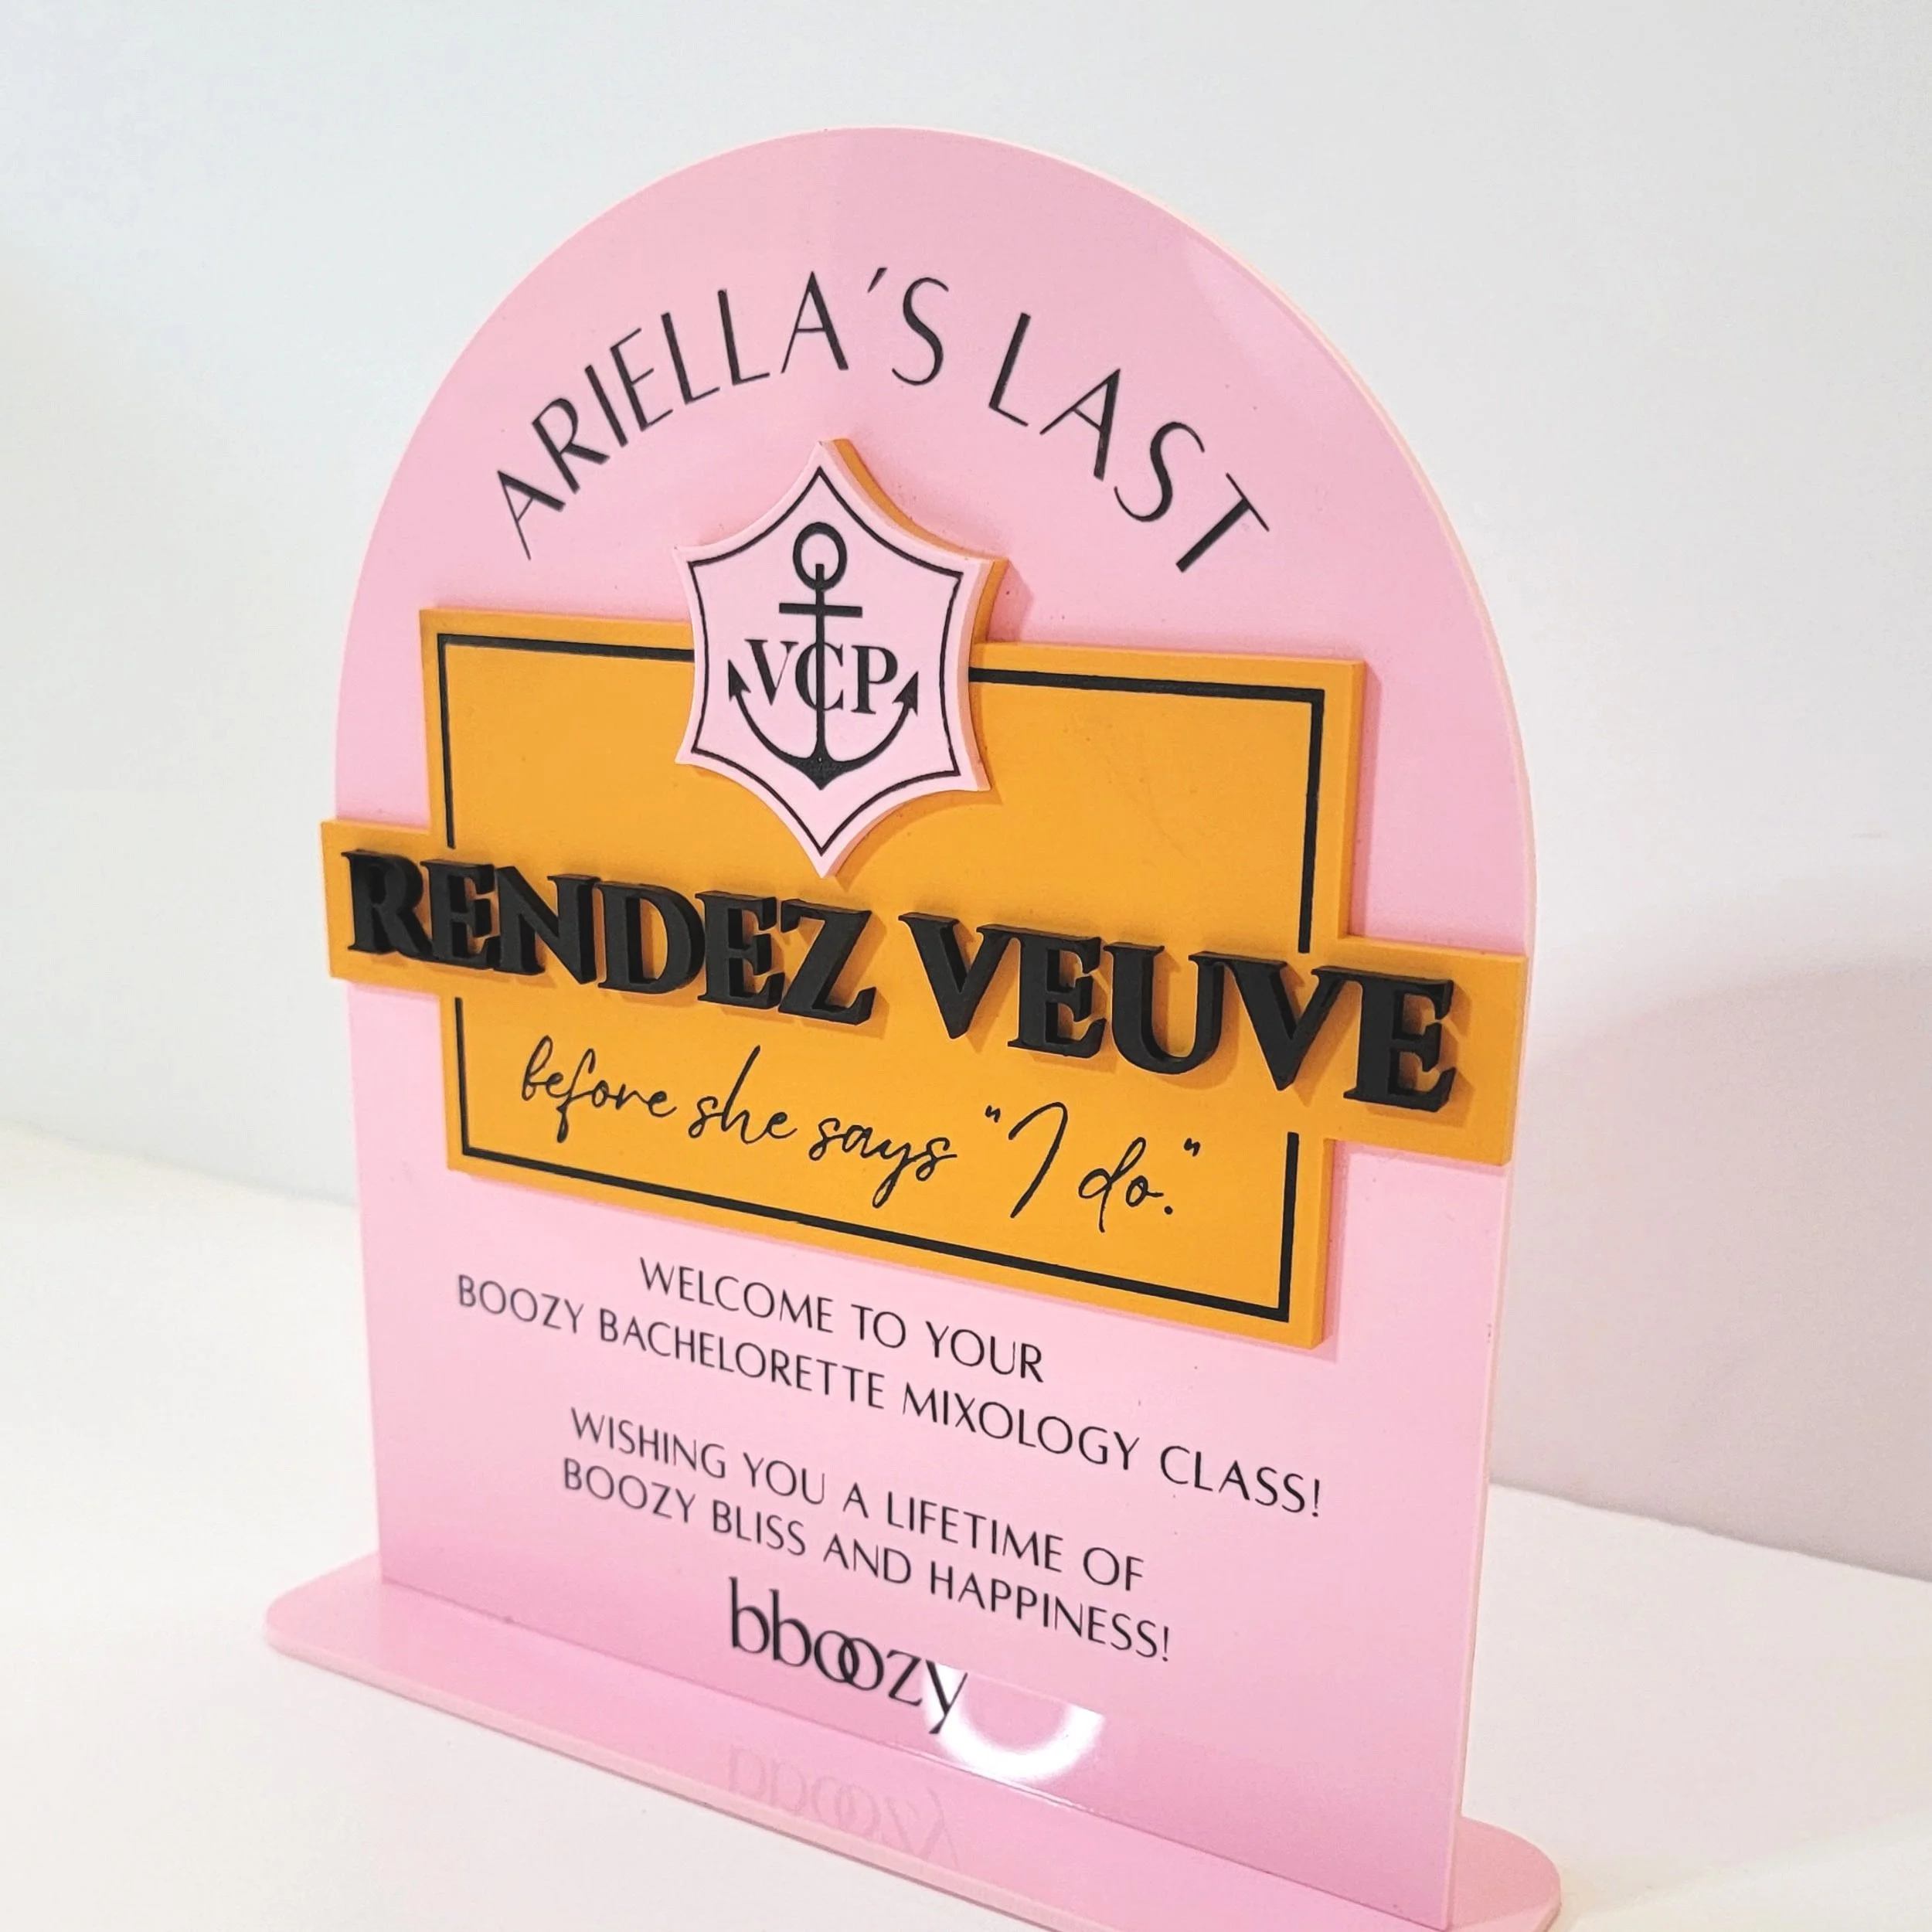 ARIELLA'S LAST
VCP
RENDEZ VEUVE
before she says "I do."
WELCOME TO YOUR
BOOZY BACHELORETTE MIXOLOGY CLASS!
WISHING YOU A LIFETIME OF
BOOZY BLISS AND HAPPINESS!
bboozy